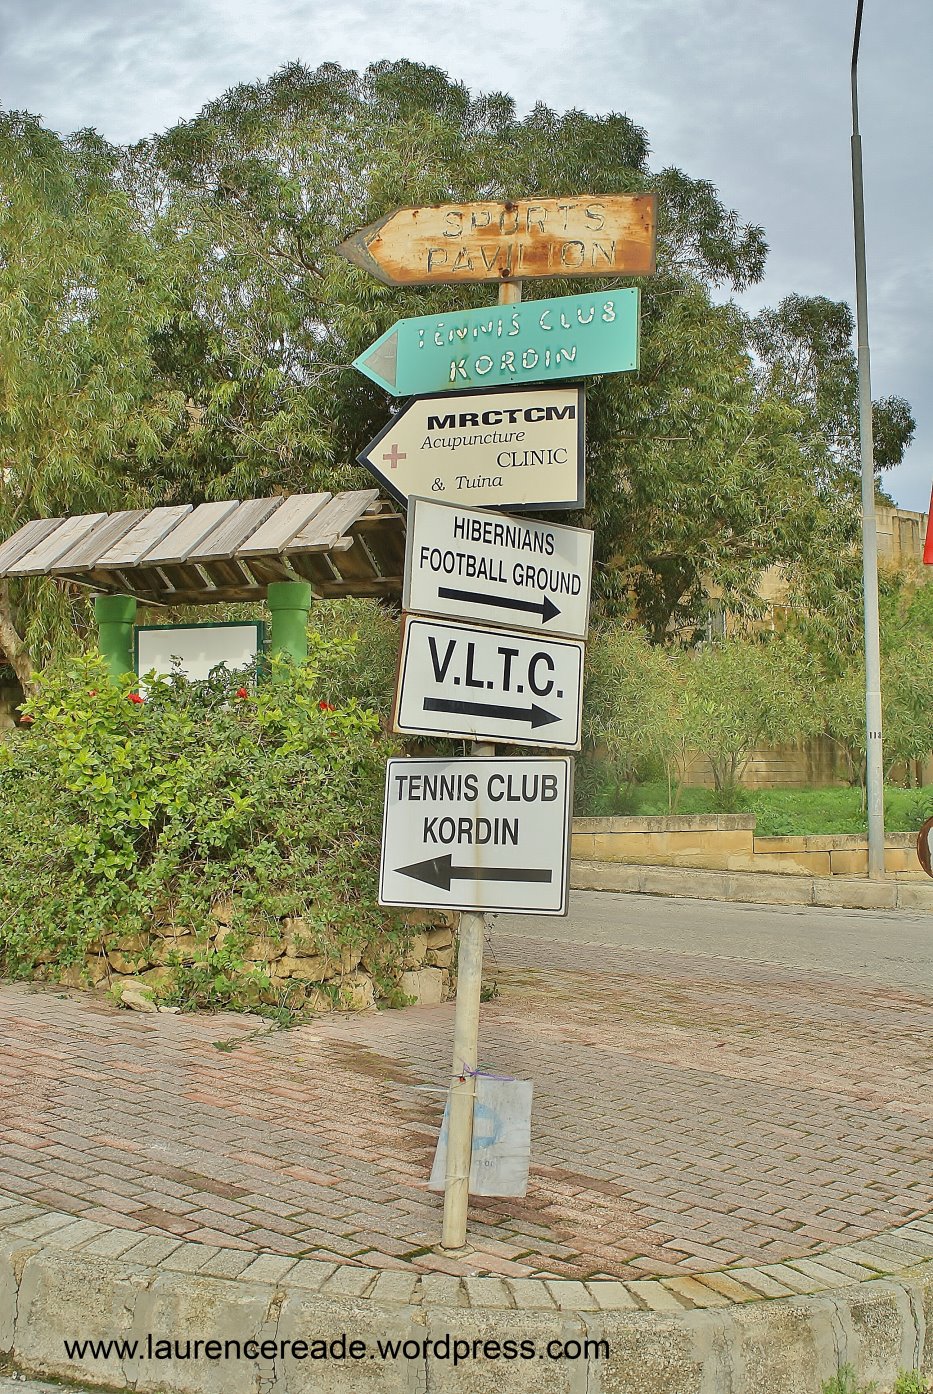 SPORTS
PAVILION
TENNIS CLUB
KORDIN
MRCTCM
Acupuncture
CLINIC
& Tuina
HIBERNIANS
FOOTBALL GROUND
V.L.T.C.
TENNIS CLUB
KORDIN
113
www.laurencereade.wordpress.com